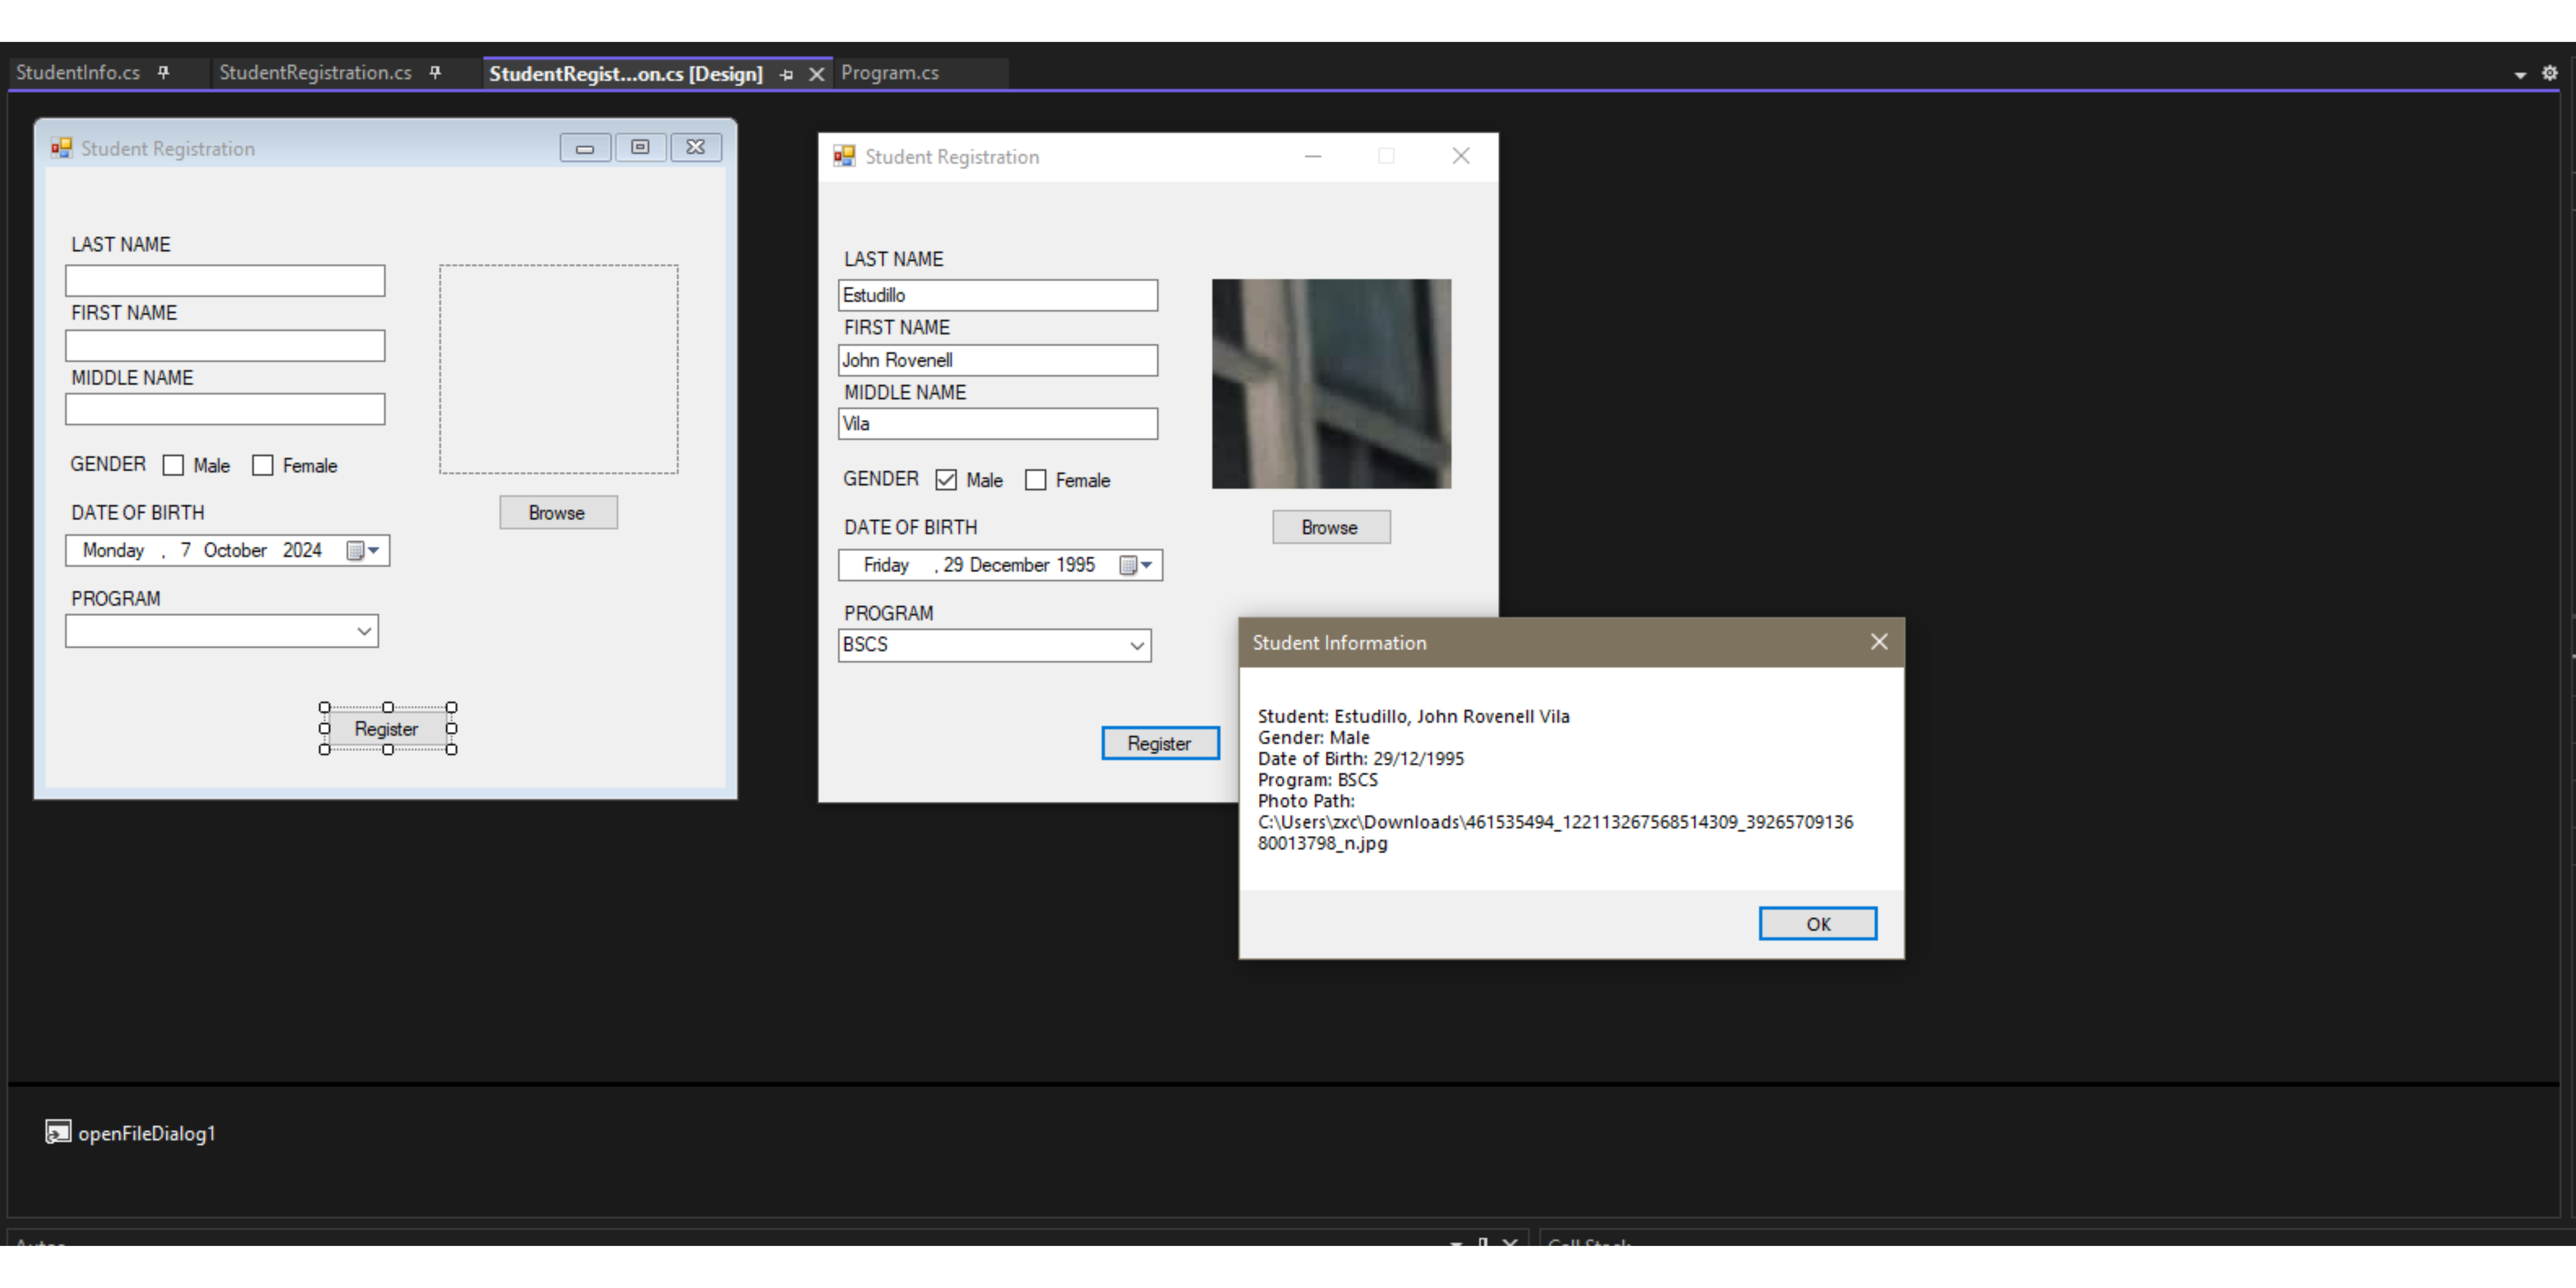 StudentInfo.cs
StudentRegistration.cs
StudentRegist...on.cs [Design]
Program.cs
Student Registration
LAST NAME
FIRST NAME
MIDDLE NAME
GENDER Male Female
DATE OF BIRTH
Monday , 7 October 2024
PROGRAM
Browse
Register
Student Registration
LAST NAME
Estudillo
FIRST NAME
John Rovenell
MIDDLE NAME
Vila
GENDER Male Female
DATE OF BIRTH
Friday , 29 December 1995
PROGRAM
BSCS
Browse
Register
Student Information
Student: Estudillo, John Rovenell Vila
Gender: Male
Date of Birth: 29/12/1995
Program: BSCS
Photo Path:
C:\Users\zxc\Downloads\461535494_122113267568514309_39265709136
80013798_n.jpg
OK
openFileDialog1